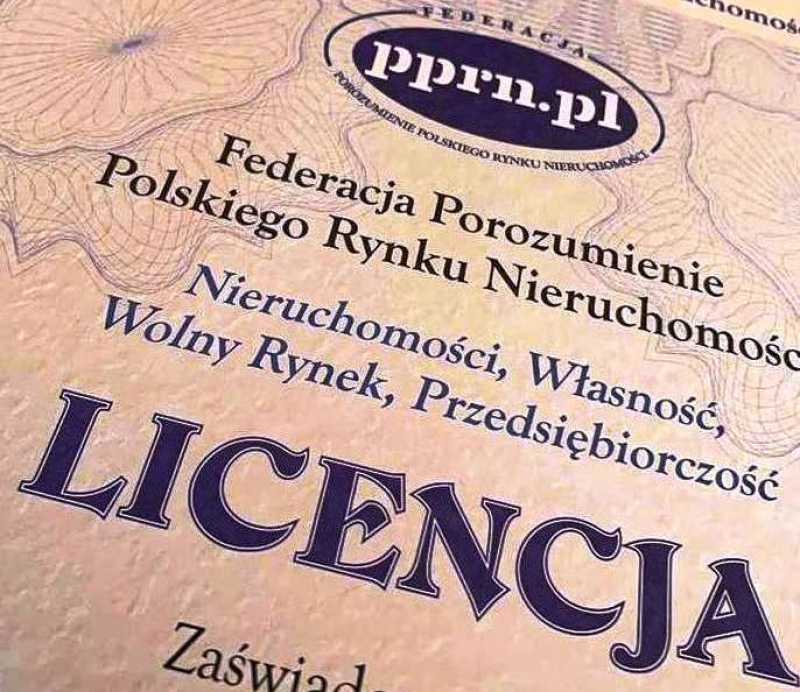 FEDERACJA
pprn.pl
POROZUMIENIE POLSKIEGO RYNKU NIERUCHOMOŚCI
Federacja Porozumienie
Polskiego Rynku Nieruchomośc
Nieruchomości, Własność,
Wolny Rynek, Przedsiębiorczość
LICENCJA